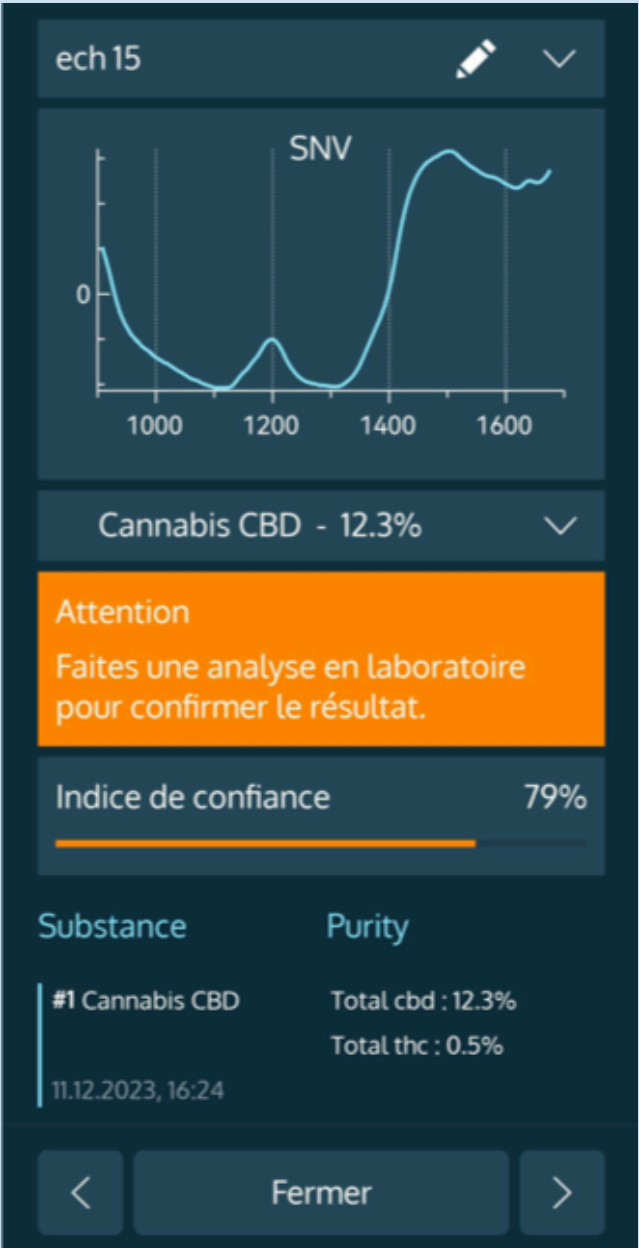 ech 15
SNV
0
1000 1200 1400 1600
Cannabis CBD - 12.3%
Attention
Faites une analyse en laboratoire
pour confirmer le résultat.
Indice de confiance 79%
Substance Purity
#1 Cannabis CBD Total cbd : 12.3%
Total thc : 0.5%
11.12.2023, 16:24
Fermer